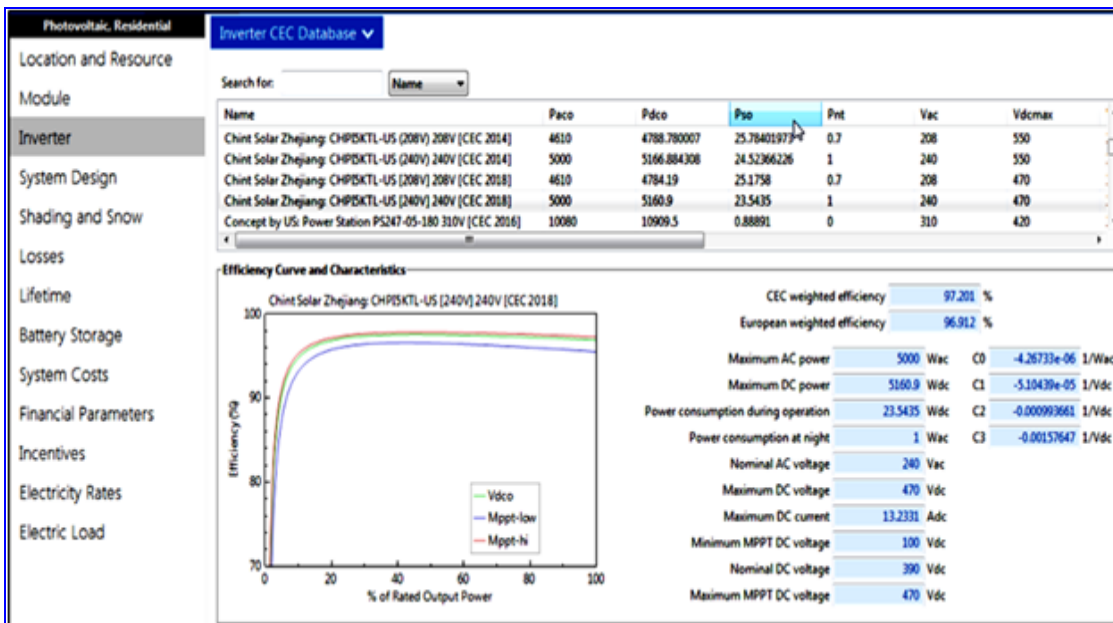 Photovoltaic, Residential
Location and Resource
Module
Inverter
System Design
Shading and Snow
Losses
Lifetime
Battery Storage
System Costs
Financial Parameters
Incentives
Electricity Rates
Electric Load
Inverter CEC Database
Search for: Name
Name Paco Pdco Pso Pnt Vac Vdcmax
Chint Solar Zhejiang: CHPI5KTL-US (208V) 208V [CEC 2014] 4610 4788.780007 25.78401973 0.7 208 550
Chint Solar Zhejiang: CHPI5KTL-US (240V) 240V [CEC 2014] 5000 5166.884308 24.52366226 1 240 550
Chint Solar Zhejiang: CHPI5KTL-US [208V] 208V [CEC 2018] 4610 4784.19 25.1758 0.7 208 470
Chint Solar Zhejiang: CHPI5KTL-US [240V] 240V [CEC 2018] 5000 5160.9 23.5435 1 240 470
Concept by US: Power Station PS247-05-180 310V [CEC 2016] 10080 10909.5 0.88891 0 310 420
Efficiency Curve and Characteristics
Chint Solar Zhejiang: CHPI5KTL-US [240V] 240V [CEC 2018]
100
90
80
70
Efficiency (%)
Vdco
Mppt-low
Mppt-hi
0 20 40 60 80 100
% of Rated Output Power
CEC weighted efficiency 97.201 %
European weighted efficiency 96.912 %
Maximum AC power 5000 Wac C0 -4.26733e-06 1/Wac
Maximum DC power 5160.9 Wdc C1 -5.10439e-05 1/Vdc
Power consumption during operation 23.5435 Wdc C2 -0.000993661 1/Vdc
Power consumption at night 1 Wac C3 -0.00157647 1/Vdc
Nominal AC voltage 240 Vac
Maximum DC voltage 470 Vdc
Maximum DC current 13.2331 Adc
Minimum MPPT DC voltage 100 Vdc
Nominal DC voltage 390 Vdc
Maximum MPPT DC voltage 470 Vdc